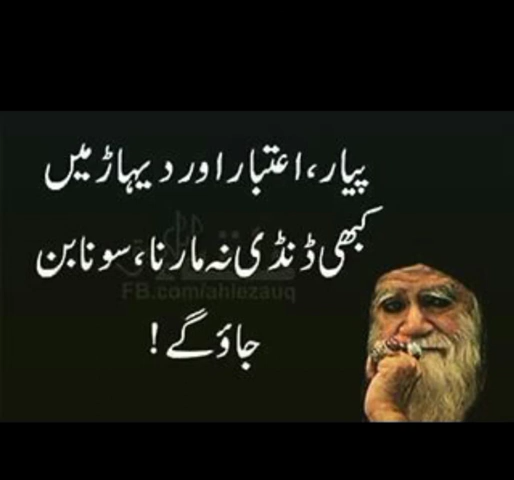 پیار، اعتبار اور دیہاڑ میں
کبھی ڈنڈی نہ مارنا، سونا بن
FB.com/ahlezauq
جاؤ گے!